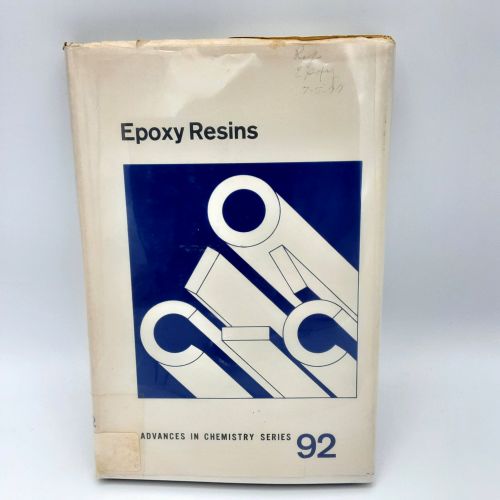 Epoxy Resins
ADVANCES IN CHEMISTRY SERIES 92